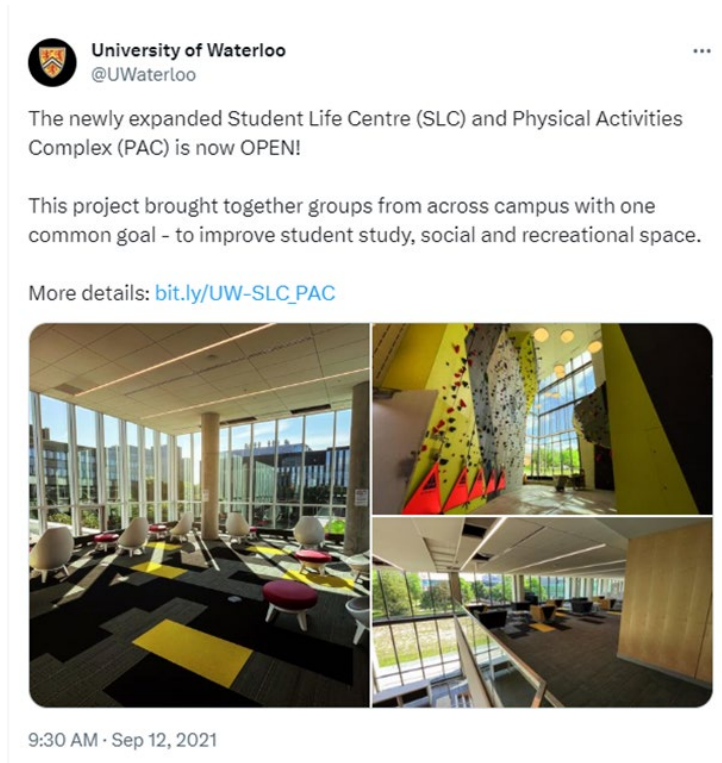 University of Waterloo
@UWaterloo
The newly expanded Student Life Centre (SLC) and Physical Activities
Complex (PAC) is now OPEN!
This project brought together groups from across campus with one
common goal - to improve student study, social and recreational space.
More details: bit.ly/UW-SLC_PAC
9:30 AM · Sep 12, 2021